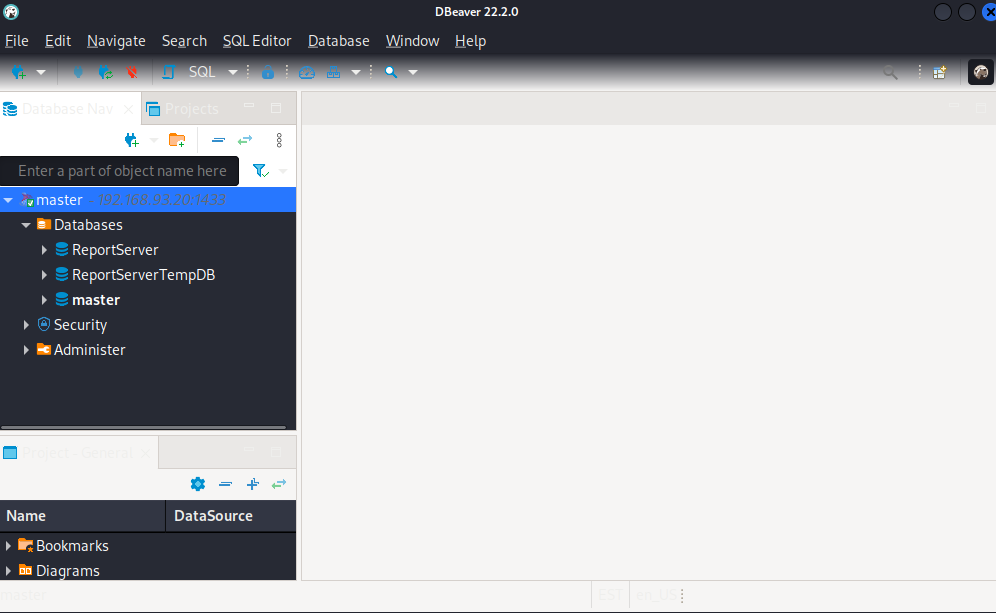 DBeaver 22.2.0
File Edit Navigate Search SQL Editor Database Window Help
SQL
Database Nav Projects
Enter a part of object name here
master 192.168.93.20:1433
Databases
ReportServer
ReportServerTempDB
master
Security
Administer
Project - General
Name DataSource
Bookmarks
Diagrams
master EST en_US